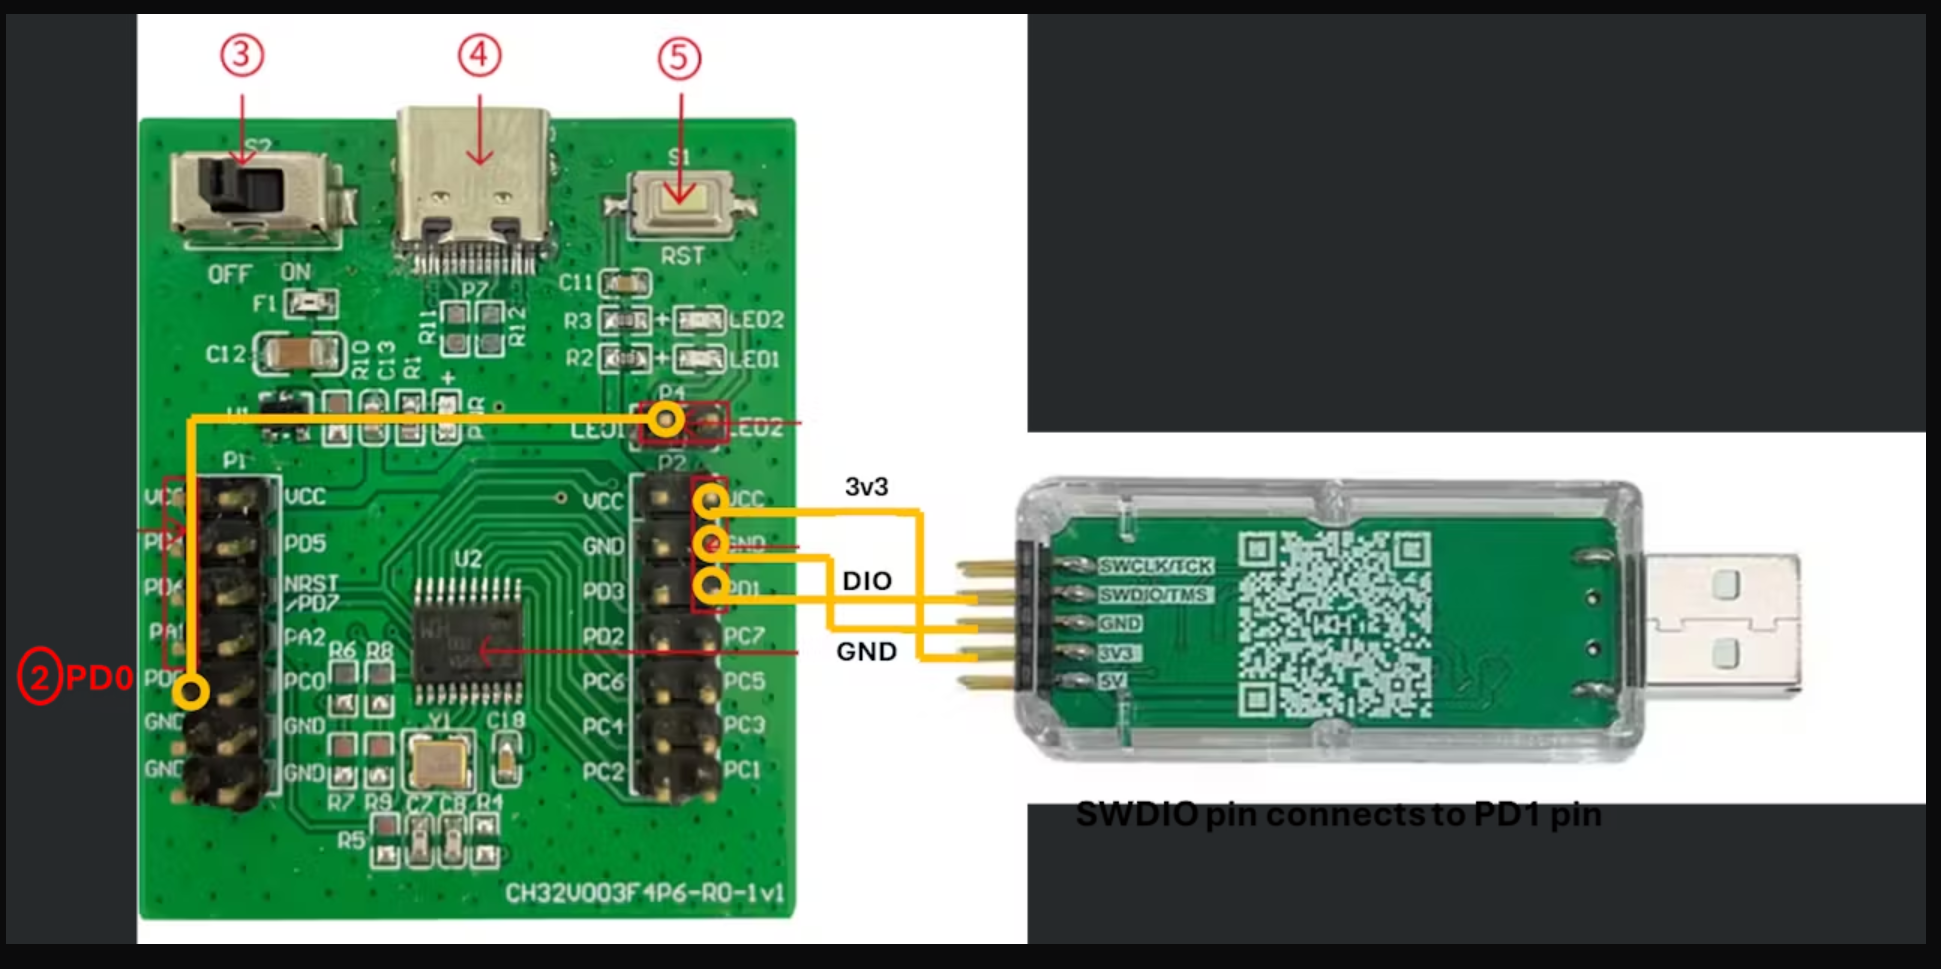 ③
④
⑤
S2
S1
OFF ON
RST
F1
P7
C11
R11
R12
R3 + LED2
R2 + LED1
C12
R10
C13
R1
+
P4
U1
PWR
LED1
LED2
P1
P2
VCC
VCC
VCC
VCC
3v3
PD5
GND
GND
U2
NRST
/PD7
PD3
PD1
DIO
PA1
PA2
PD2
PC7
GND
②PD0
PC0
R6
R8
PC6
PC5
GND
GND
Y1
C18
PC4
PC3
GND
GND
PC2
PC1
R7
R9
C7
C8
R4
R5
CH32V003F4P6-R0-1v1
SWCLK/TCK
SWDIO/TMS
GND
3V3
5V
SWDIO pin connects to PD1 pin